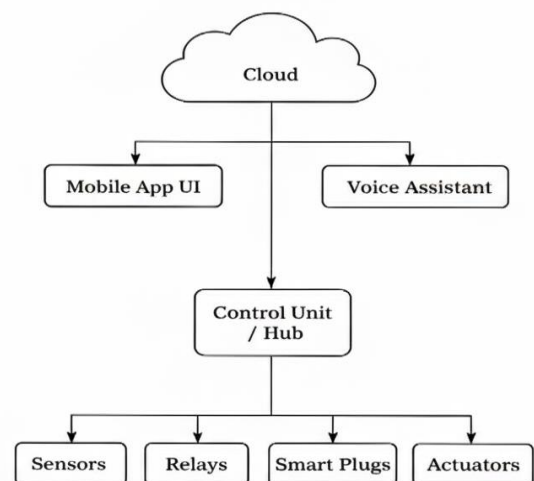 Cloud
Mobile App UI
Voice Assistant
Control Unit
/ Hub
Sensors
Relays
Smart Plugs
Actuators